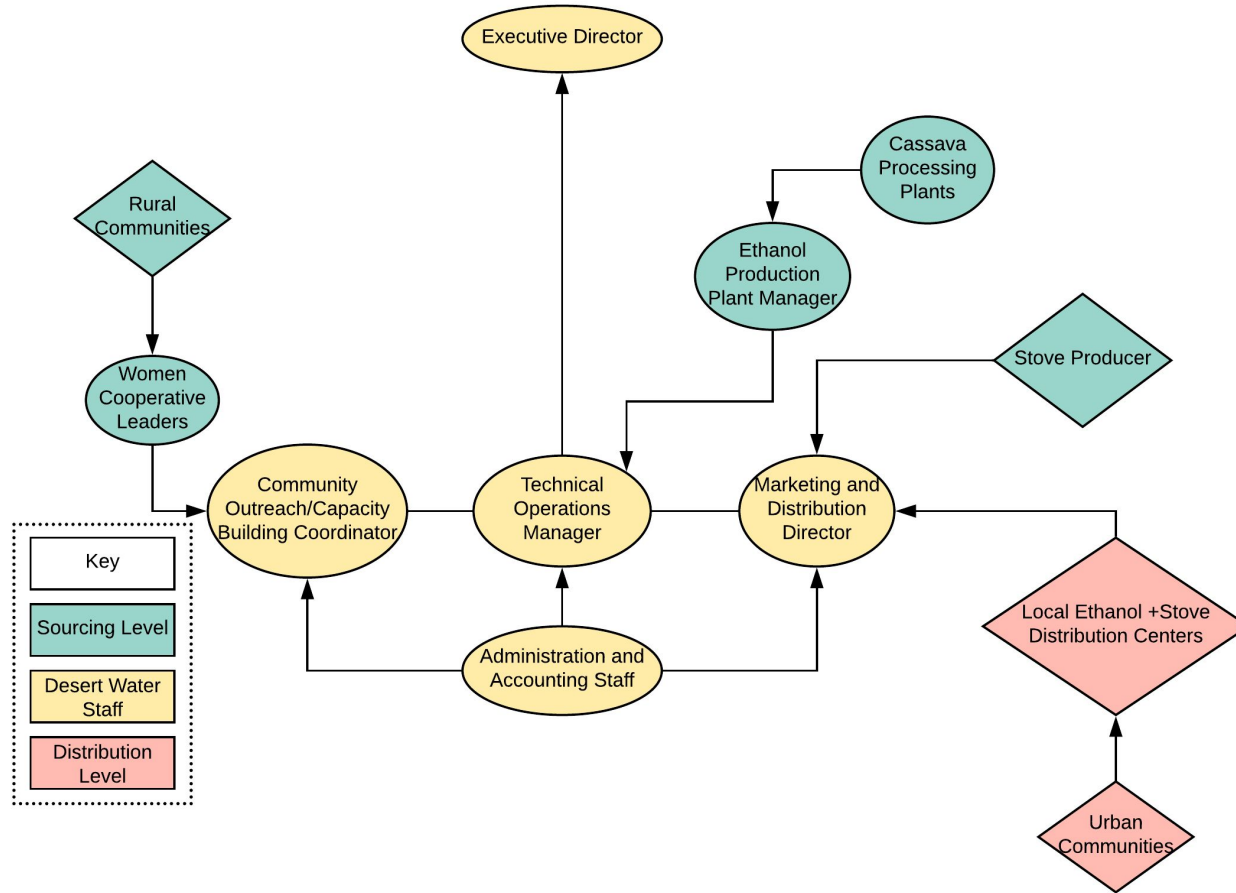 Executive Director
Cassava
Processing
Plants
Rural
Communities
Ethanol
Production
Plant Manager
Stove Producer
Women
Cooperative
Leaders
Community
Outreach/Capacity
Building Coordinator
Technical
Operations
Manager
Marketing and
Distribution
Director
Key
Sourcing Level
Desert Water
Staff
Distribution
Level
Administration and
Accounting Staff
Local Ethanol +Stove
Distribution Centers
Urban
Communities